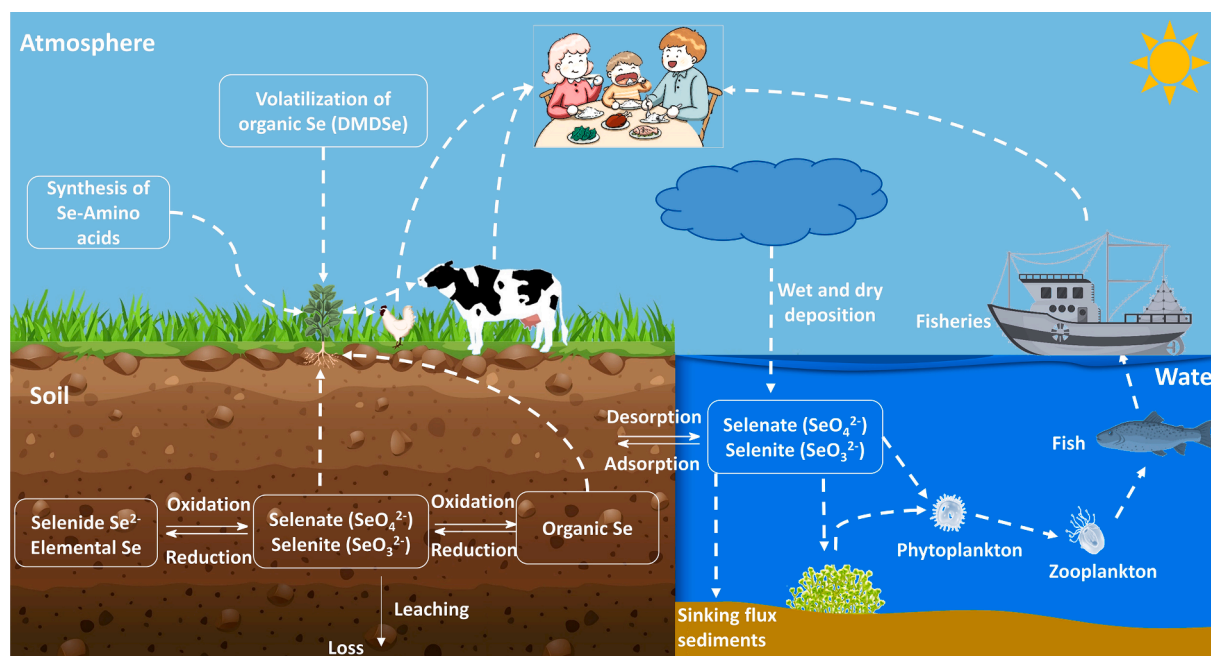 Atmosphere
Volatilization of
organic Se (DMDSe)
Synthesis of
Se-Amino
acids
Wet and dry
deposition
Fisheries
Soil
Water
Desorption
Adsorption
Selenate (SeO₄²⁻)
Selenite (SeO₃²⁻)
Fish
Selenide Se²⁻
Elemental Se
Oxidation
Reduction
Selenate (SeO₄²⁻)
Selenite (SeO₃²⁻)
Oxidation
Reduction
Organic Se
Phytoplankton
Zooplankton
Leaching
Loss
Sinking flux
sediments